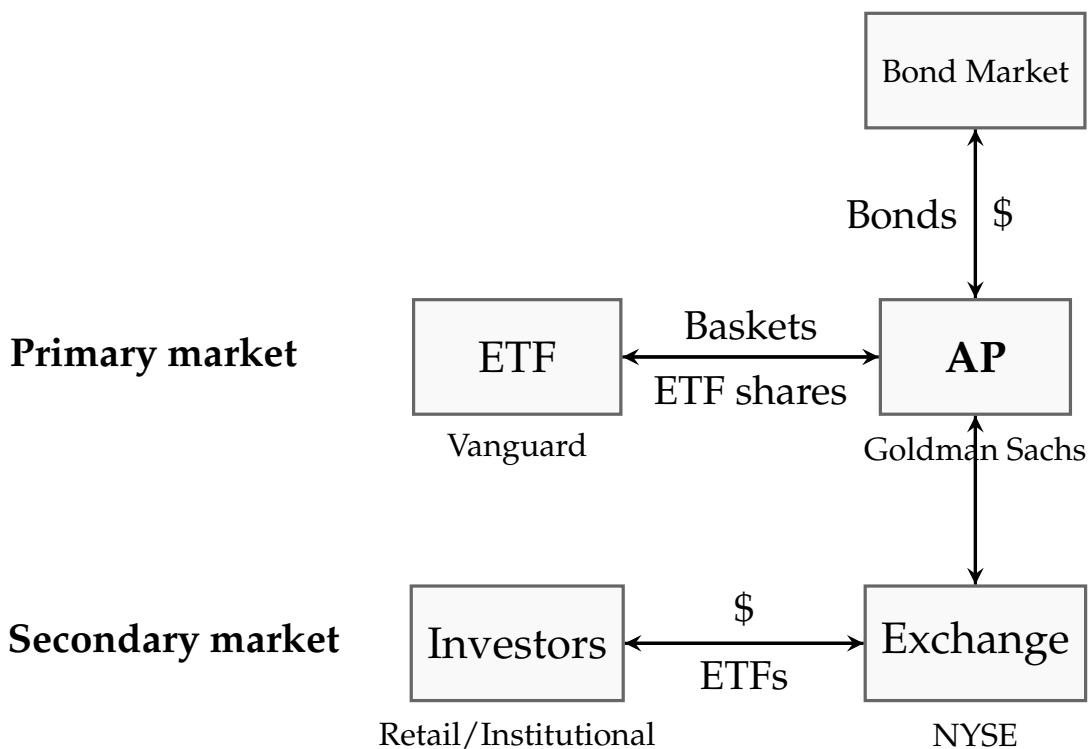 Bond Market
Bonds $
Baskets
Primary market ETF AP
ETF shares
Vanguard Goldman Sachs
$
Secondary market Investors Exchange
ETFs
Retail/Institutional NYSE